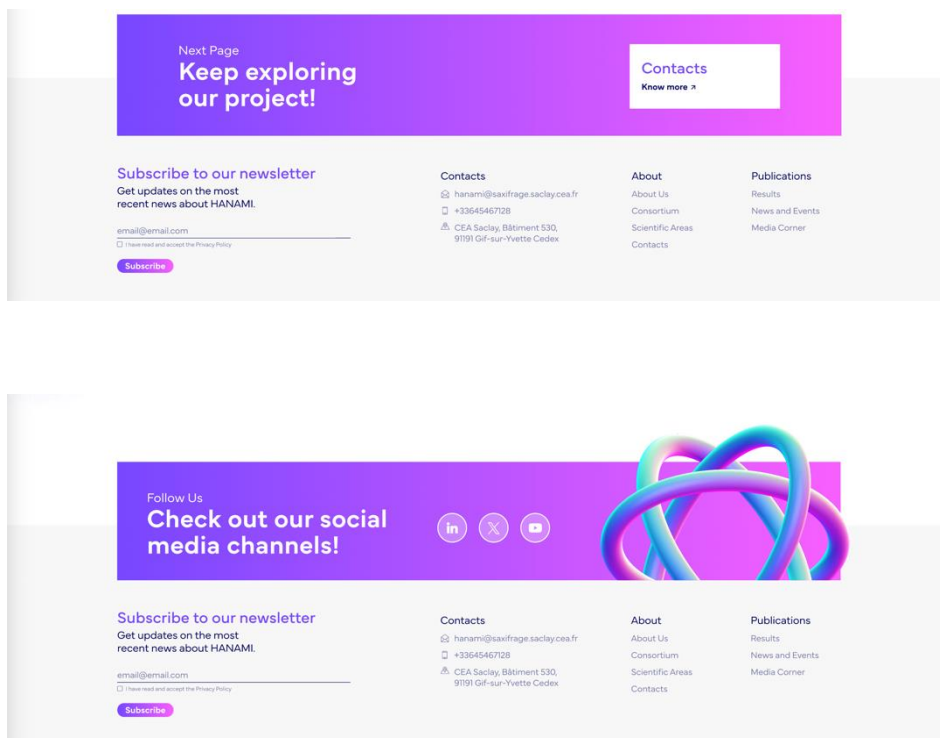 Next Page
Keep exploring
our project!
Contacts
Know more ↗
Subscribe to our newsletter
Get updates on the most
recent news about HANAMI.
email@email.com
I have read and accept the Privacy Policy
Subscribe
Contacts
hanami@saxifrage.saclay.cea.fr
+33645467128
CEA Saclay, Bâtiment 530,
91191 Gif-sur-Yvette Cedex
About
About Us
Consortium
Scientific Areas
Contacts
Publications
Results
News and Events
Media Corner
Follow Us
Check out our social
media channels!
in
X
Subscribe to our newsletter
Get updates on the most
recent news about HANAMI.
email@email.com
I have read and accept the Privacy Policy
Subscribe
Contacts
hanami@saxifrage.saclay.cea.fr
+33645467128
CEA Saclay, Bâtiment 530,
91191 Gif-sur-Yvette Cedex
About
About Us
Consortium
Scientific Areas
Contacts
Publications
Results
News and Events
Media Corner